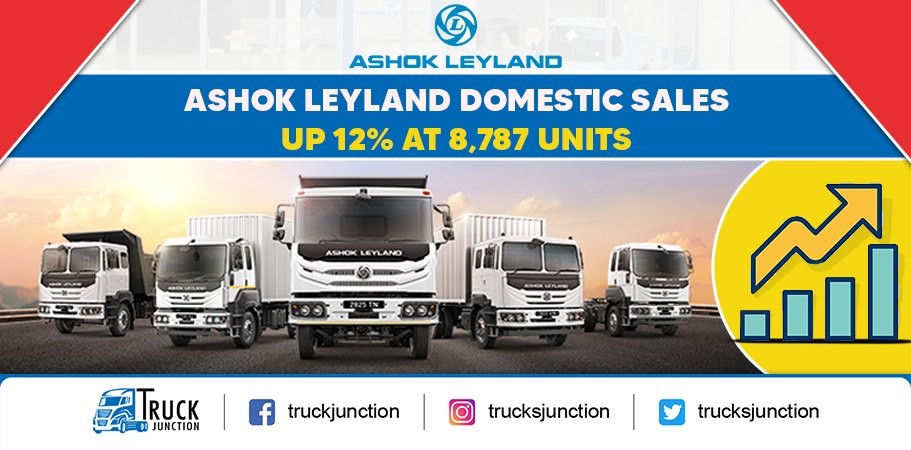 ASHOK LEYLAND
ASHOK LEYLAND DOMESTIC SALES
UP 12% AT 8,787 UNITS
ASHOK LEYLAND
2825 TN
TRUCK
JUNCTION
truckjunction
trucksjunction
trucksjunction